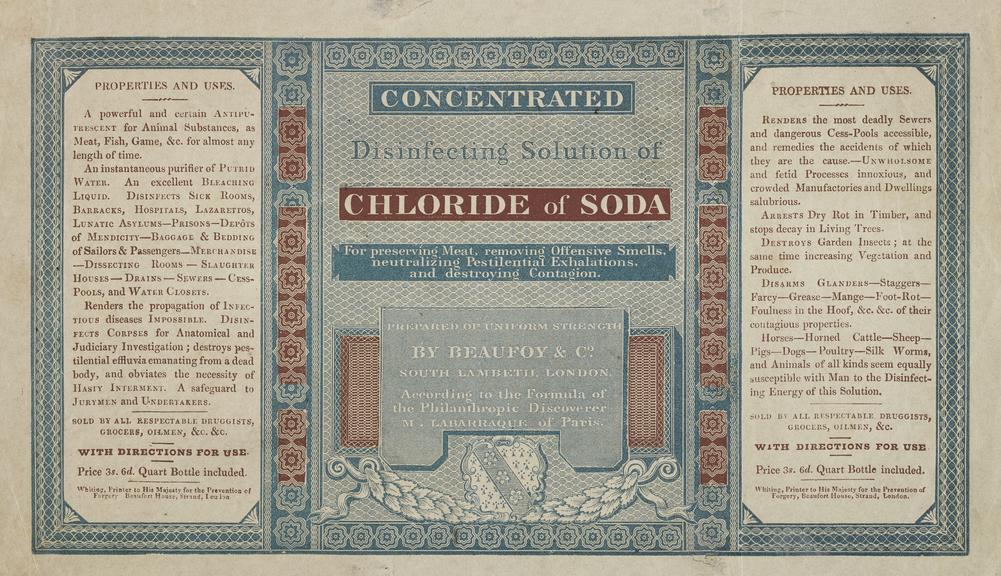 PROPERTIES AND USES.
A powerful and certain ANTIPU-
TRESCENT for Animal Substances, as
Meat, Fish, Game, &c. for almost any
length of time.
An instantaneous purifier of PUTRID
WATER. An excellent BLEACHING
LIQUID. DISINFECTS SICK ROOMS,
BARRACKS, HOSPITALS, LAZARETTOS,
LUNATIC ASYLUMS—PRISONS—DEPÔTS
of MENDICITY—BAGGAGE & BEDDING
of Sailors & Passengers—MERCHANDISE
—DISSECTING ROOMS — SLAUGHTER
HOUSES — DRAINS — SEWERS — CESS-
POOLS, and WATER CLOSETS.
Renders the propagation of INFEC-
TIOUS diseases IMPOSSIBLE. DISIN-
FECTS CORPSES for Anatomical and
Judiciary Investigation ; destroys pes-
tilential effluvia emanating from a dead
body, and obviates the necessity of
HASTY INTERMENT. A safeguard to
JURYMEN and UNDERTAKERS.
SOLD BY ALL RESPECTABLE DRUGGISTS,
GROCERS, OILMEN, &c. &c.
WITH DIRECTIONS FOR USE.
Price 3s. 6d. Quart Bottle included.
Whiting, Printer to His Majesty for the Prevention of
Forgery Beaufort House, Strand, London
CONCENTRATED
Disinfecting Solution of
CHLORIDE of SODA
For preserving Meat, removing Offensive Smells,
neutralizing Pestilential Exhalations,
and destroying Contagion.
PREPARED OF UNIFORM STRENGTH
BY BEAUFOY & Co.
SOUTH LAMBETH, LONDON,
According to the Formula of
the Philanthropic Discoverer
M. LABARRAQUE of Paris.
PROPERTIES AND USES.
RENDERS the most deadly Sewers
and dangerous Cess-Pools accessible,
and remedies the accidents of which
they are the cause.—UNWHOLSOME
and fetid Processes innoxious, and
crowded Manufactories and Dwellings
salubrious.
ARRESTS Dry Rot in Timber, and
stops decay in Living Trees.
DESTROYS Garden Insects ; at the
same time increasing Vegetation and
Produce.
DISARMS GLANDERS—Staggers—
Farcy—Grease—Mange—Foot-Rot—
Foulness in the Hoof, &c. &c. of their
contagious properties.
Horses—Horned Cattle—Sheep—
Pigs—Dogs—Poultry—Silk Worms,
and Animals of all kinds seem equally
susceptible with Man to the Disinfect-
ing Energy of this Solution.
SOLD BY ALL RESPECTABLE DRUGGISTS,
GROCERS, OILMEN, &c.
WITH DIRECTIONS FOR USE
Price 3s. 6d. Quart Bottle included.
Whiting, Printer to His Majesty for the Prevention of
Forgery, Beaufort House, Strand, London.